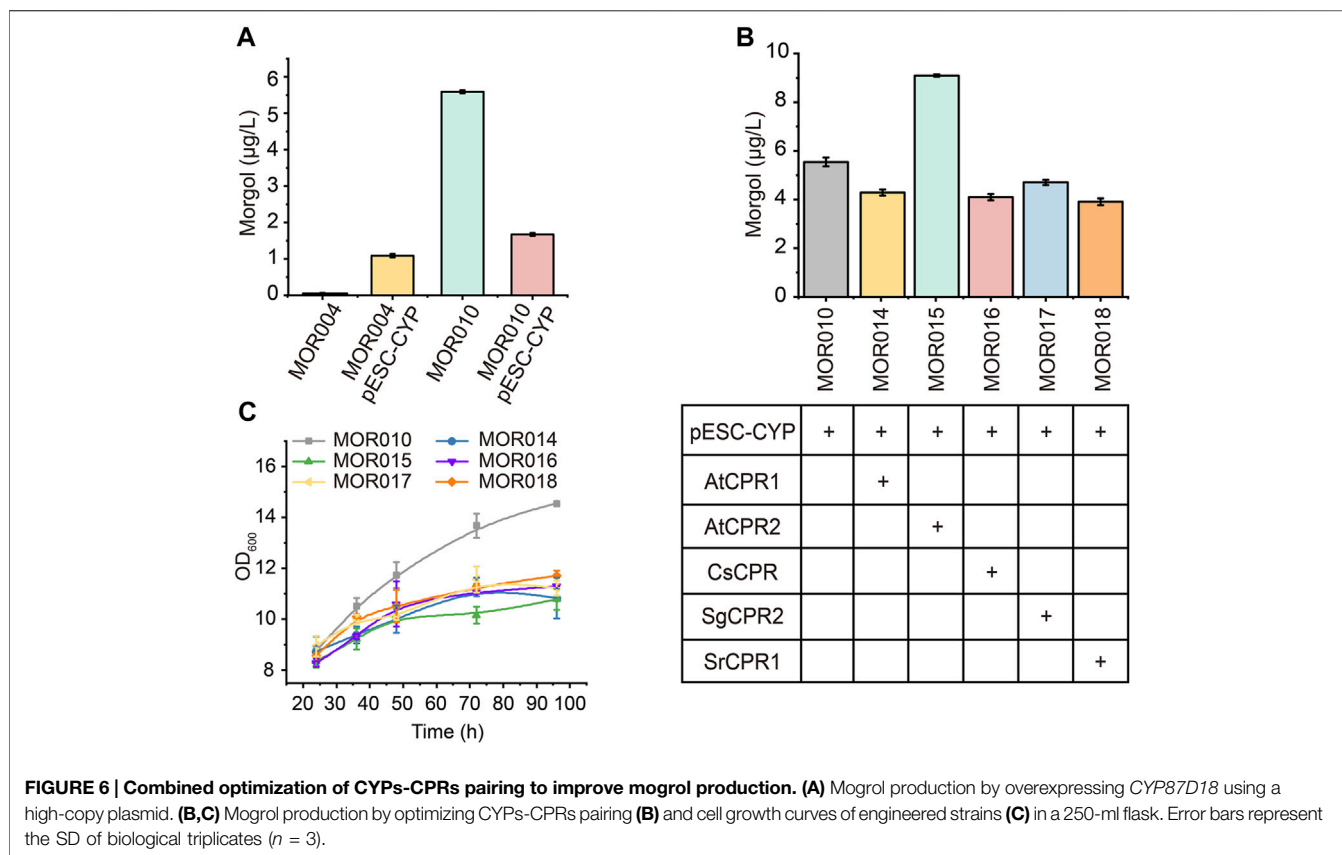 A
Morgol (µg/L)
6
5
4
3
2
1
0
MOR004
MOR004 pESC-CYP
MOR010
MOR010 pESC-CYP
B
Morgol (µg/L)
10
8
6
4
2
0
MOR010
MOR014
MOR015
MOR016
MOR017
MOR018
pESC-CYP + + + + + +
AtCPR1 +
AtCPR2 +
CsCPR +
SgCPR2 +
SrCPR1 +
C
MOR010 MOR014
MOR015 MOR016
MOR017 MOR018
OD600
16
14
12
10
8
20 30 40 50 60 70 80 90 100
Time (h)
FIGURE 6 | Combined optimization of CYPs-CPRs pairing to improve mogrol production. (A) Mogrol production by overexpressing CYP87D18 using a
high-copy plasmid. (B,C) Mogrol production by optimizing CYPs-CPRs pairing (B) and cell growth curves of engineered strains (C) in a 250-ml flask. Error bars represent
the SD of biological triplicates (n = 3).